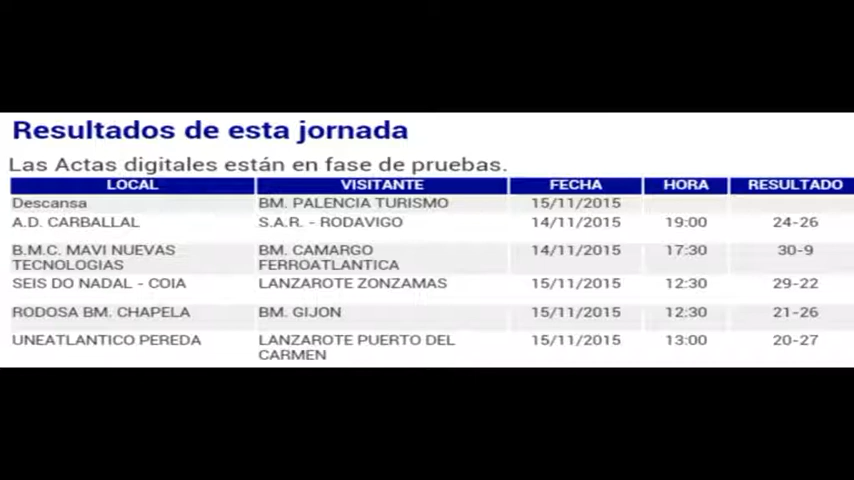 Resultados de esta jornada
Las Actas digitales están en fase de pruebas.
LOCAL VISITANTE FECHA HORA RESULTADO
Descansa BM. PALENCIA TURISMO 15/11/2015
A.D. CARBALLAL S.A.R. - RODAVIGO 14/11/2015 19:00 24-26
B.M.C. MAVI NUEVAS TECNOLOGIAS BM. CAMARGO FERROATLANTICA 14/11/2015 17:30 30-9
SEIS DO NADAL - COIA LANZAROTE ZONZAMAS 15/11/2015 12:30 29-22
RODOSA BM. CHAPELA BM. GIJON 15/11/2015 12:30 21-26
UNEATLANTICO PEREDA LANZAROTE PUERTO DEL CARMEN 15/11/2015 13:00 20-27